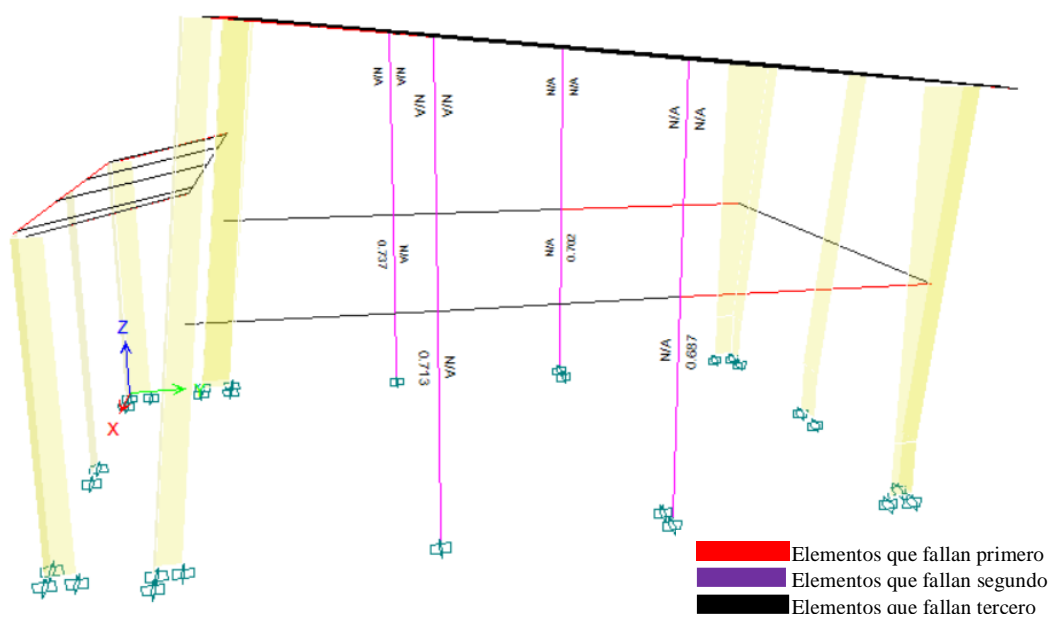 N/A
N/A
N/A
N/A
N/A
N/A
N/A
N/A
0.737
N/A
N/A
0.702
0.713
N/A
N/A
0.687
Z
X
Elementos que fallan primero
Elementos que fallan segundo
Elementos que fallan tercero